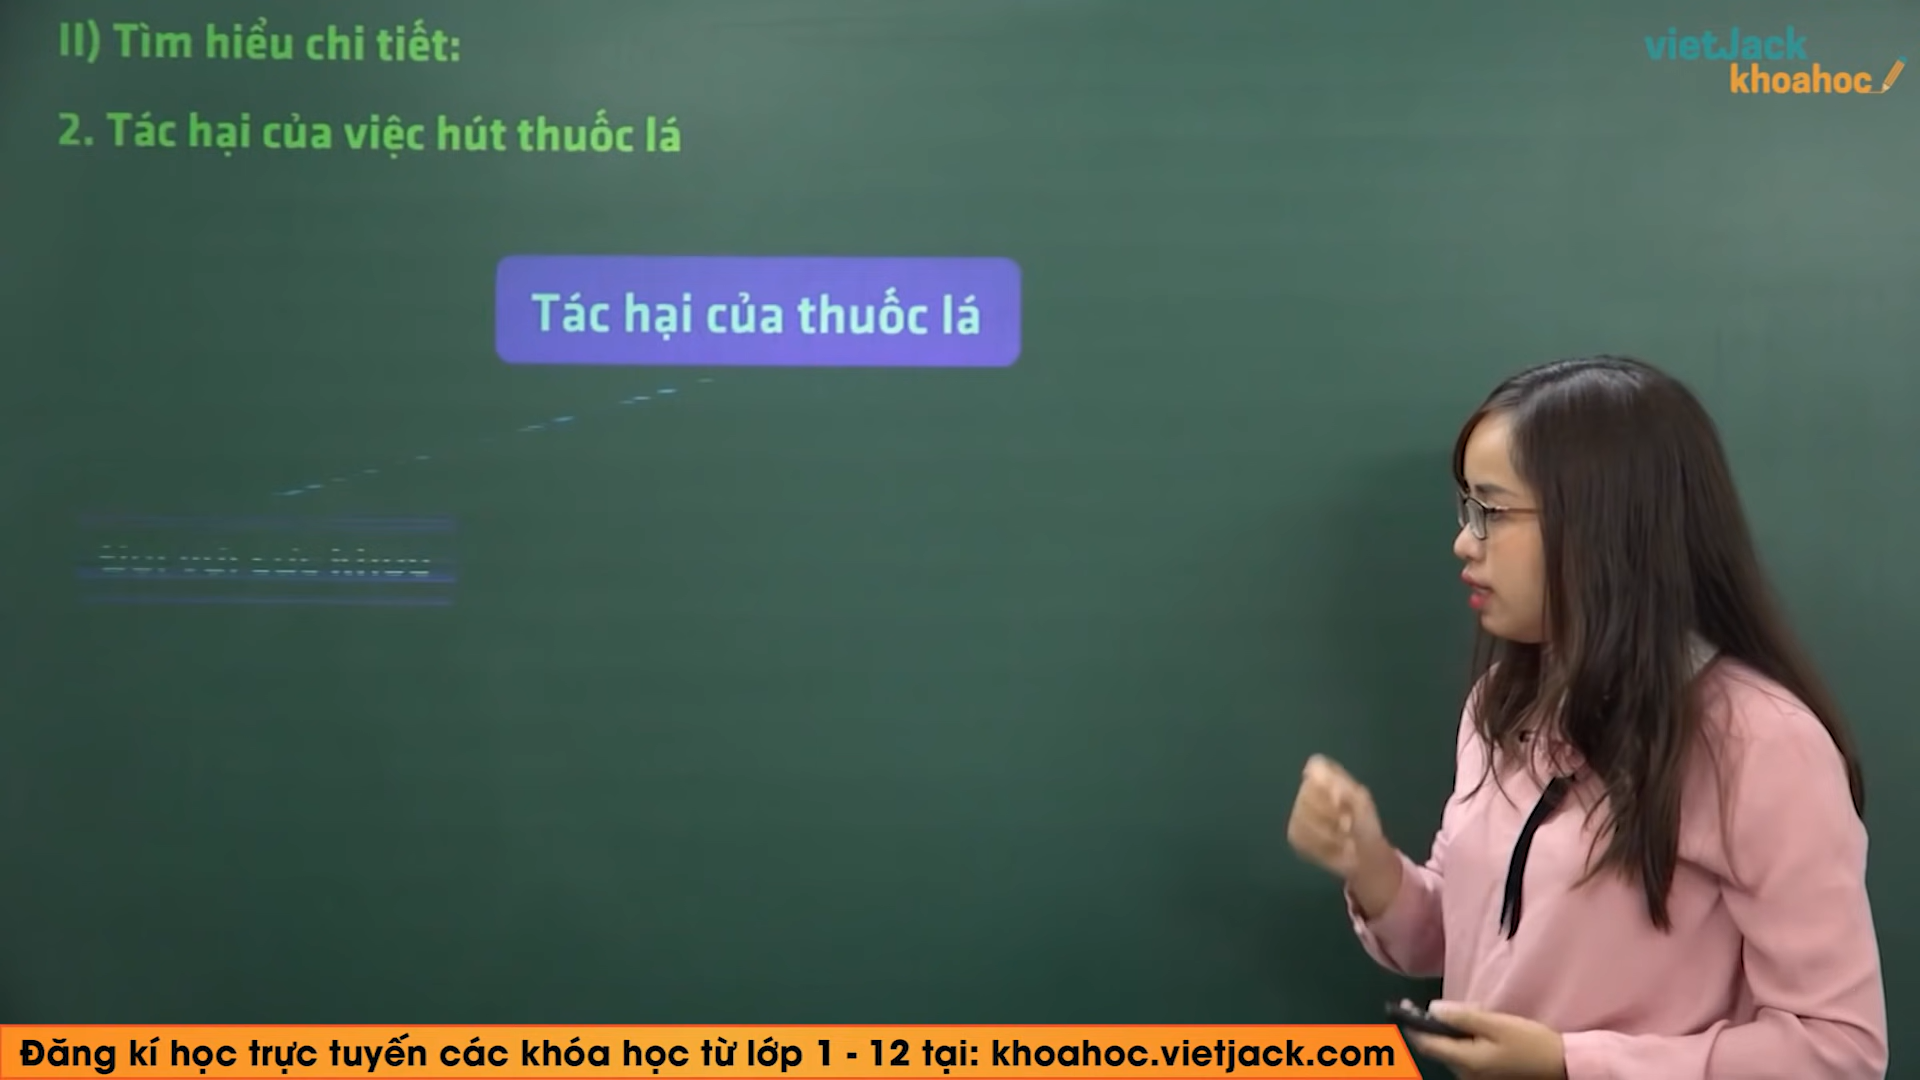 II) Tìm hiểu chi tiết:
vietJack
khoahoc
2. Tác hại của việc hút thuốc lá
Tác hại của thuốc lá
Đăng kí học trực tuyến các khóa học từ lớp 1 - 12 tại: khoahoc.vietjack.com